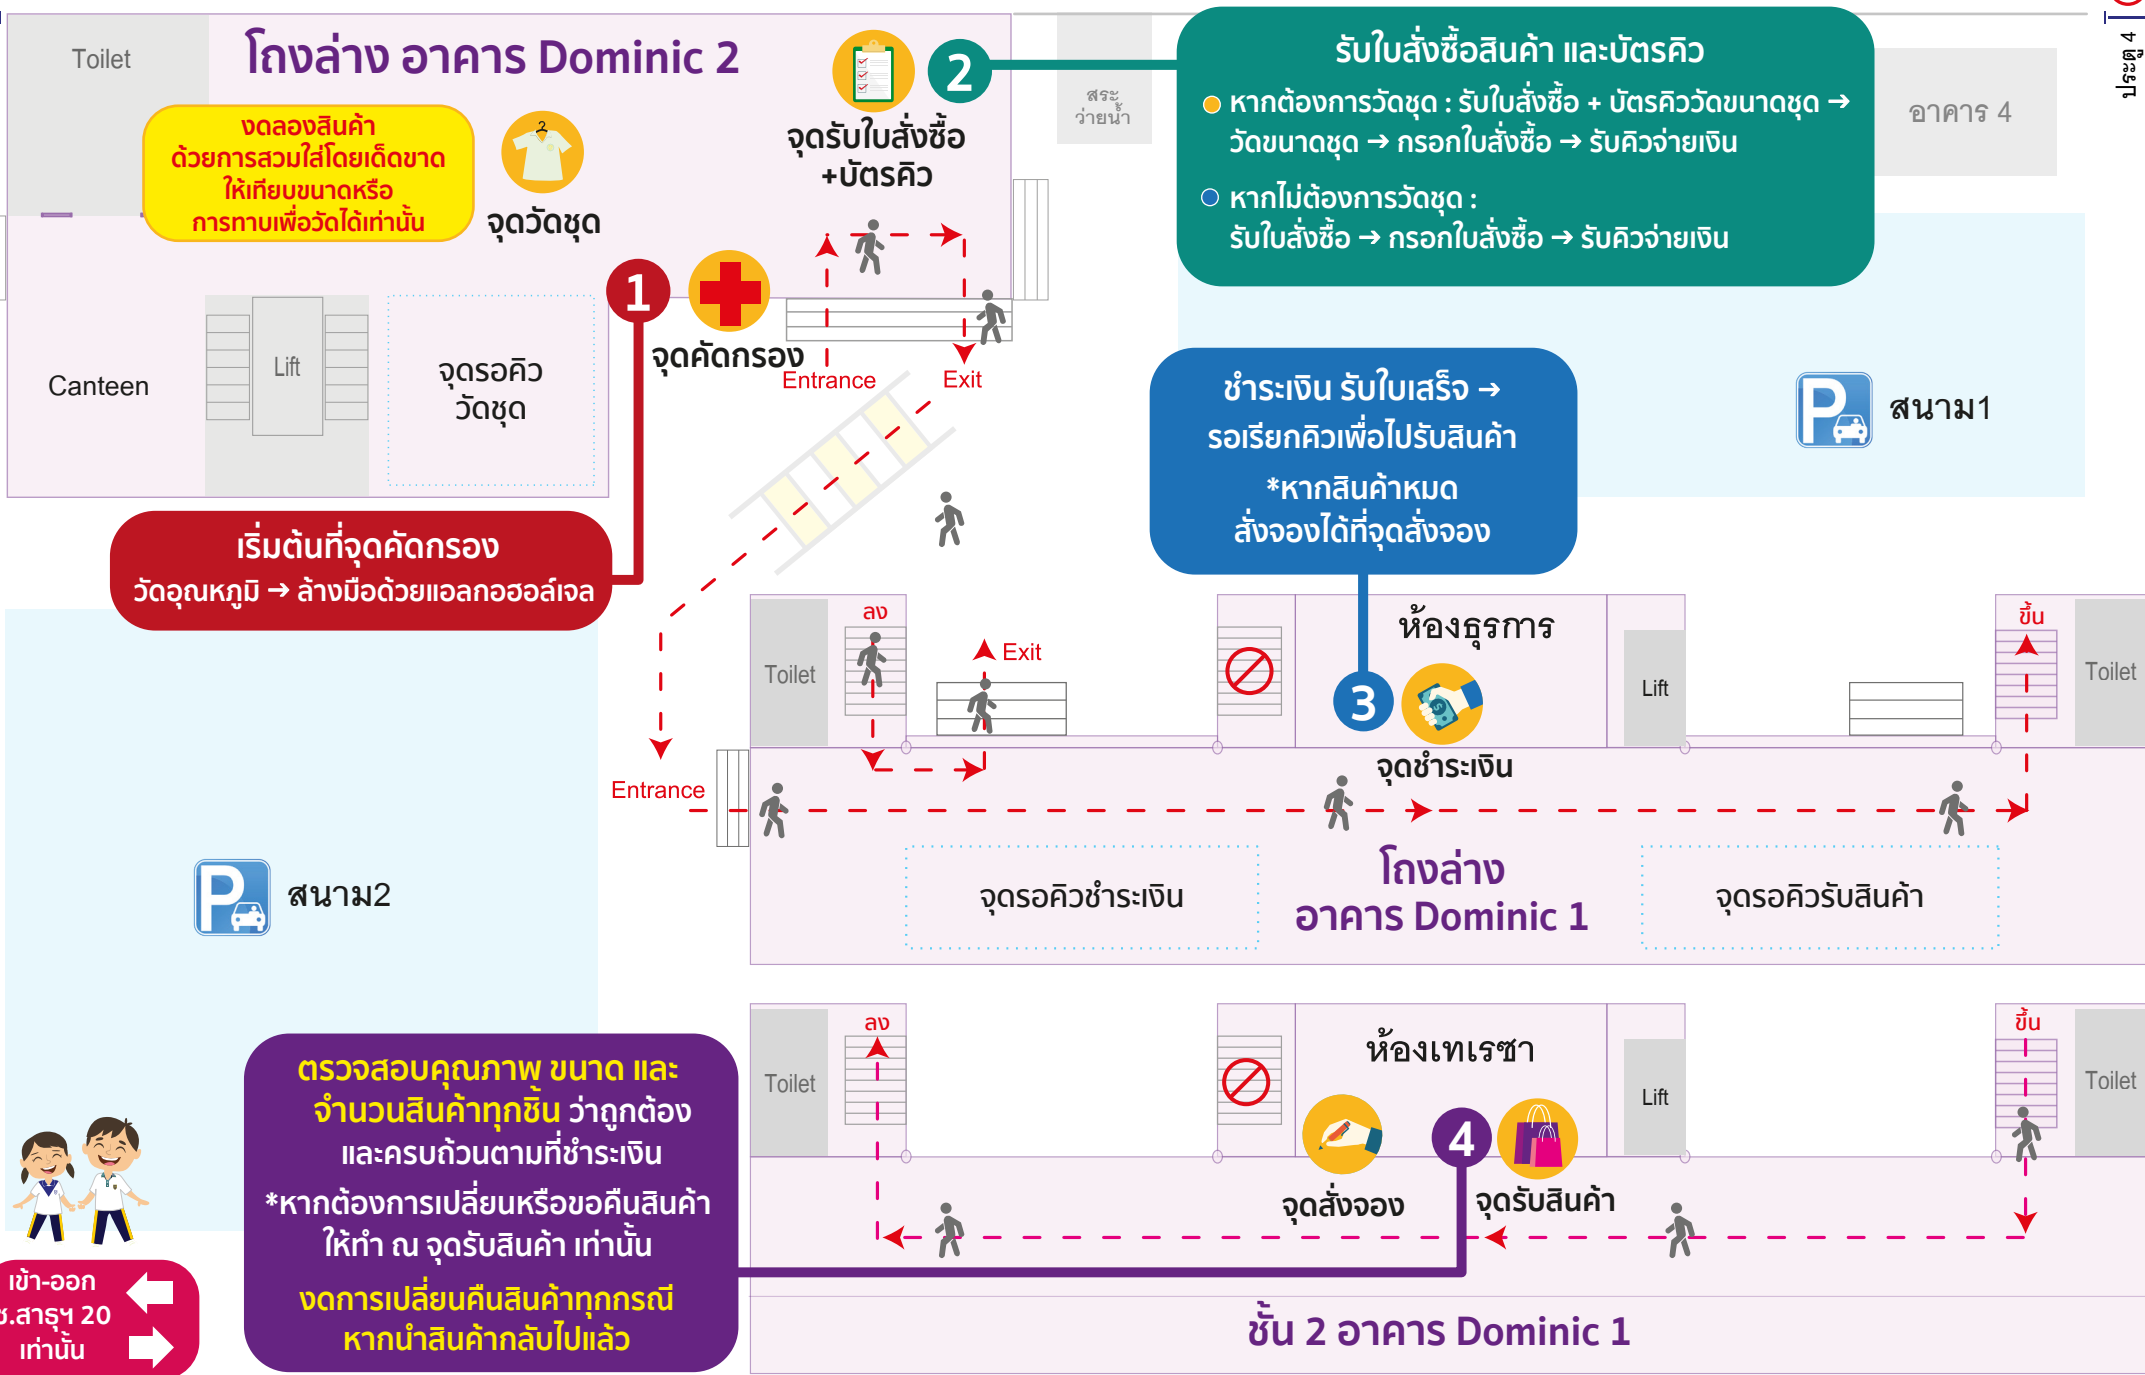 Toilet
โถงล่าง อาคาร Dominic 2
งดลองสินค้า
ด้วยการสวมใส่โดยเด็ดขาด
ให้เทียบขนาดหรือ
การทาบเพื่อวัดได้เท่านั้น
จุดวัดชุด
2
จุดรับใบสั่งซื้อ
+บัตรคิว
สระ
ว่ายน้ำ
รับใบสั่งซื้อสินค้า และบัตรคิว
หากต้องการวัดชุด : รับใบสั่งซื้อ + บัตรคิววัดขนาดชุด →
วัดขนาดชุด → กรอกใบสั่งซื้อ → รับคิวจ่ายเงิน
หากไม่ต้องการวัดชุด :
รับใบสั่งซื้อ → กรอกใบสั่งซื้อ → รับคิวจ่ายเงิน
อาคาร 4
ประตู 4
1
จุดคัดกรอง
Entrance
Exit
Canteen
Lift
จุดรอคิว
วัดชุด
เริ่มต้นที่จุดคัดกรอง
วัดอุณหภูมิ → ล้างมือด้วยแอลกอฮอล์เจล
ชำระเงิน รับใบเสร็จ →
รอเรียกคิวเพื่อไปรับสินค้า
*หากสินค้าหมด
สั่งจองได้ที่จุดสั่งจอง
P
สนาม1
Toilet
ลง
Exit
ห้องธุรการ
3
จุดชำระเงิน
Lift
ขึ้น
Toilet
Entrance
จุดรอคิวชำระเงิน
โถงล่าง
อาคาร Dominic 1
จุดรอคิวรับสินค้า
P
สนาม2
ตรวจสอบคุณภาพ ขนาด และ
จำนวนสินค้าทุกชิ้น ว่าถูกต้อง
และครบถ้วนตามที่ชำระเงิน
*หากต้องการเปลี่ยนหรือขอคืนสินค้า
ให้ทำ ณ จุดรับสินค้า เท่านั้น
งดการเปลี่ยนคืนสินค้าทุกกรณี
หากนำสินค้ากลับไปแล้ว
Toilet
ลง
ห้องเทเรซา
4
จุดสั่งจอง
จุดรับสินค้า
Lift
ขึ้น
Toilet
ชั้น 2 อาคาร Dominic 1
เข้า-ออก
ซ.สาธุฯ 20
เท่านั้น